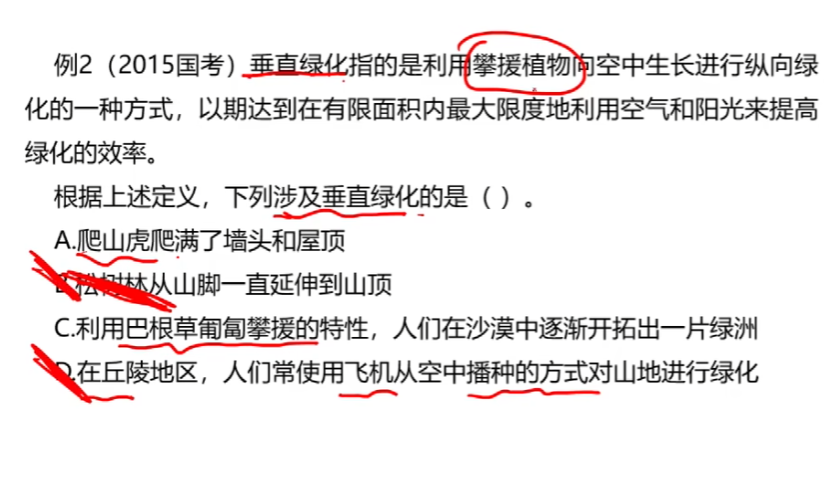 例2（2015国考）垂直绿化指的是利用攀援植物向空中生长进行纵向绿
化的一种方式，以期达到在有限面积内最大限度地利用空气和阳光来提高
绿化的效率。
根据上述定义，下列涉及垂直绿化的是（ ）。
A.爬山虎爬满了墙头和屋顶
B.松树林从山脚一直延伸到山顶
C.利用巴根草匍匐攀援的特性，人们在沙漠中逐渐开拓出一片绿洲
D.在丘陵地区，人们常使用飞机从空中播种的方式对山地进行绿化